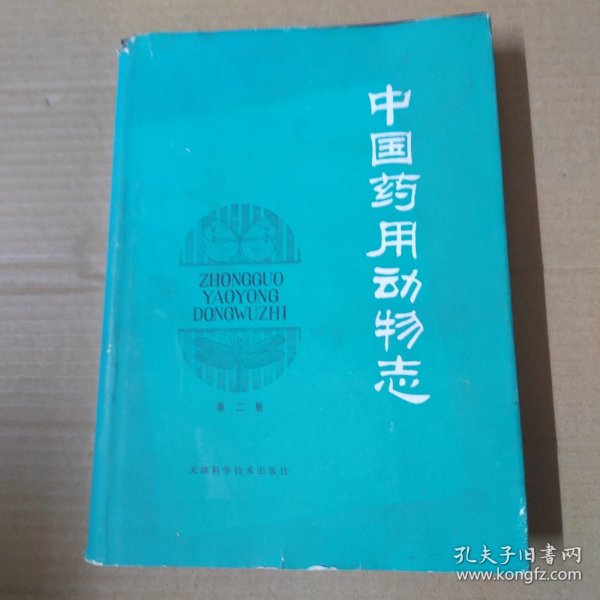 中国药用动物志
ZHONGGUO
YAOYONG
DONGWUZHI
第二册
天津科学技术出版社
孔夫子旧书网
www.kongfz.com